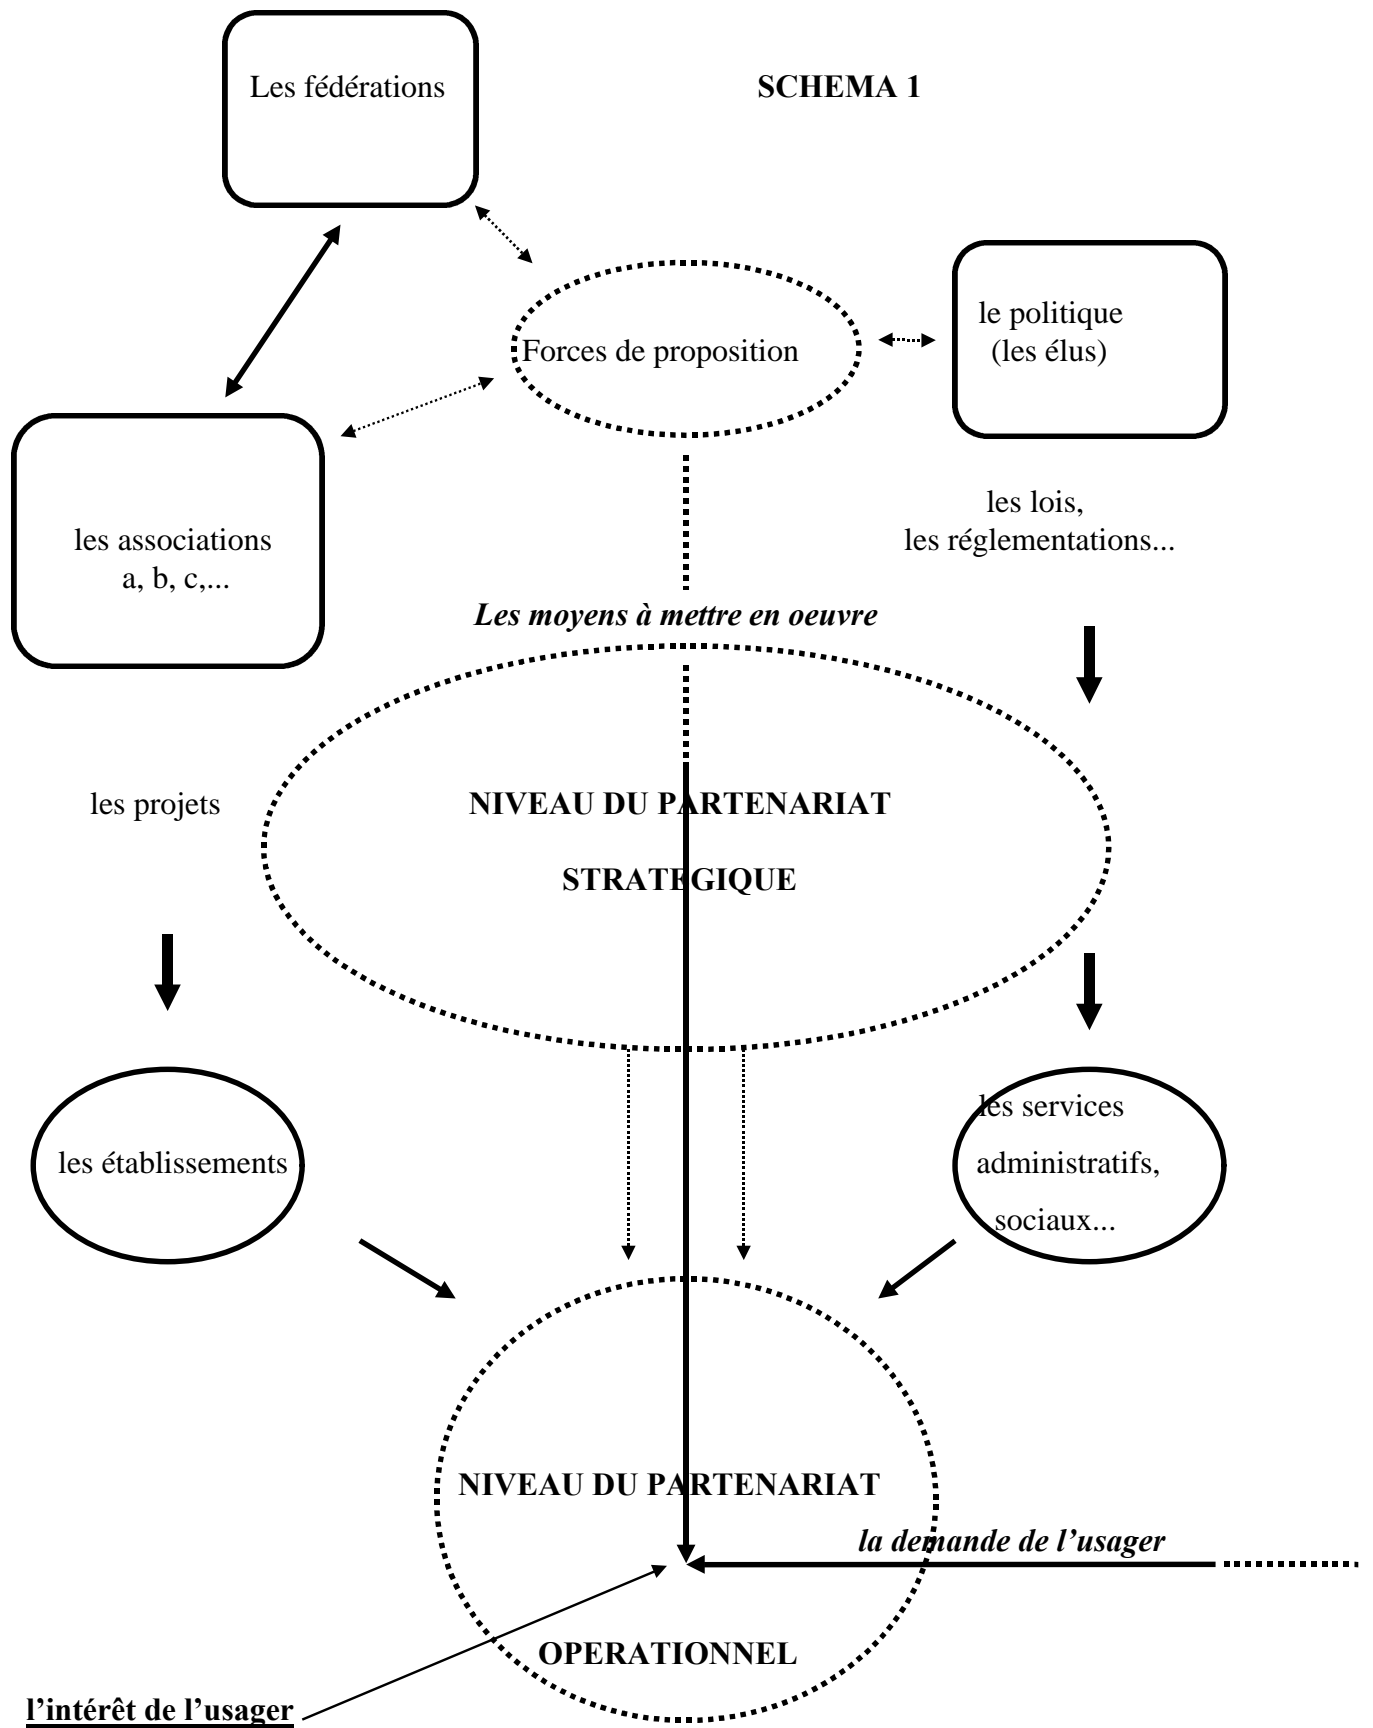 Les fédérations
SCHEMA 1
le politique
(les élus)
Forces de proposition
les lois,
les réglementations...
les associations
a, b, c,...
Les moyens à mettre en oeuvre
les projets
NIVEAU DU PARTENARIAT
STRATEGIQUE
les services
les établissements
administratifs,
sociaux...
NIVEAU DU PARTENARIAT
la demande de l’usager
OPERATIONNEL
l’intérêt de l’usager